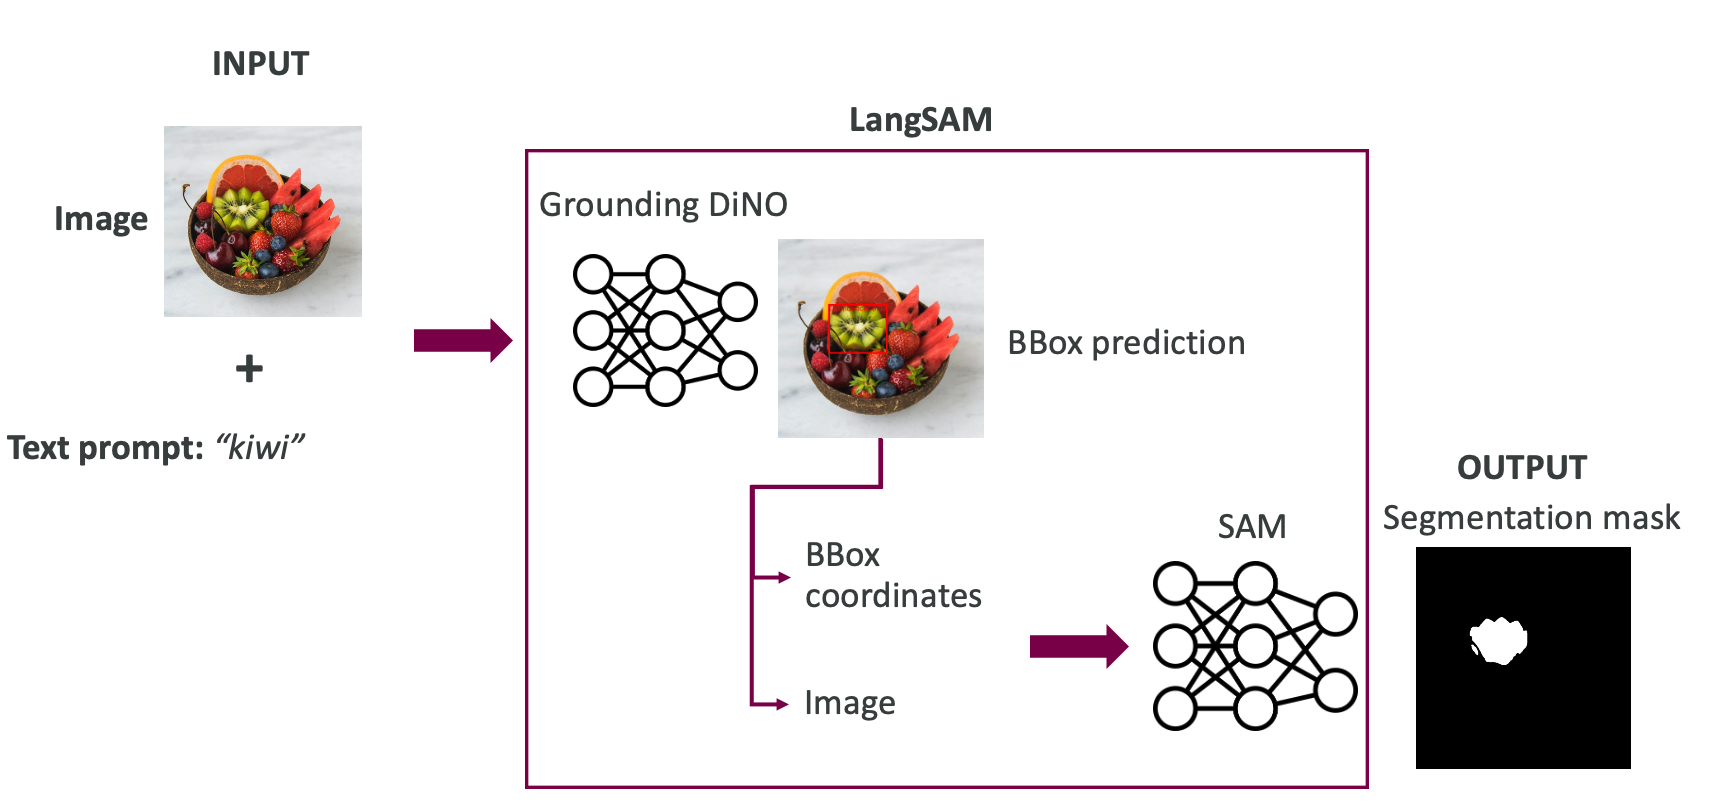 INPUT
Image
+
Text prompt: “kiwi”
LangSAM
Grounding DiNO
BBox prediction
BBox
coordinates
Image
SAM
OUTPUT
Segmentation mask